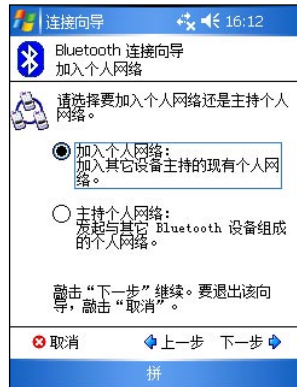 连接向导 16:12
Bluetooth 连接向导
加入个人网络
请选择要加入个人网络还是主持个人
网络。
加入个人网络:
加入其它设备主持的现有个人网
络。
主持个人网络:
发起与其它 Bluetooth 设备组成
的个人网络。
敲击“下一步”继续。要退出该向
导，敲击“取消”。
取消 上一步 下一步
拼